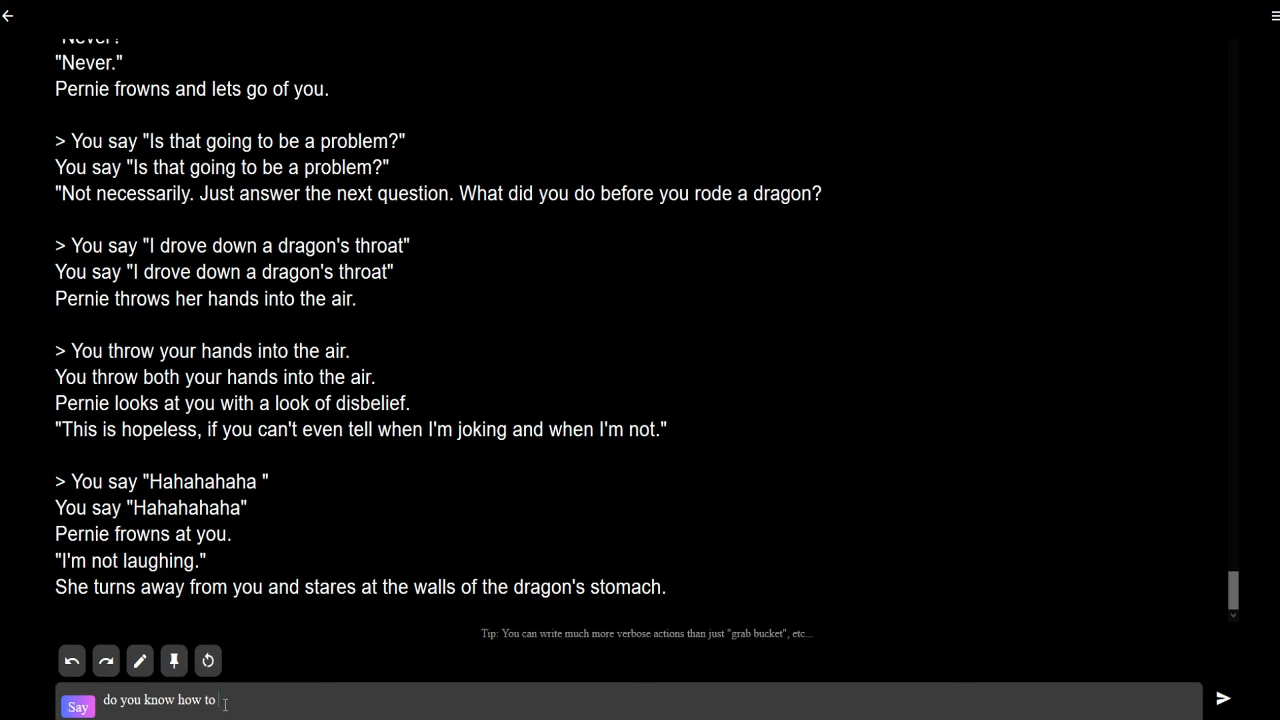 "Never."
Pernie frowns and lets go of you.
> You say "Is that going to be a problem?"
You say "Is that going to be a problem?"
"Not necessarily. Just answer the next question. What did you do before you rode a dragon?
> You say "I drove down a dragon's throat"
You say "I drove down a dragon's throat"
Pernie throws her hands into the air.
> You throw your hands into the air.
You throw both your hands into the air.
Pernie looks at you with a look of disbelief.
"This is hopeless, if you can't even tell when I'm joking and when I'm not."
> You say "Hahahahaha "
You say "Hahahahaha"
Pernie frowns at you.
"I'm not laughing."
She turns away from you and stares at the walls of the dragon's stomach.
Tip: You can write much more verbose actions than just "grab bucket", etc...
Say do you know how to